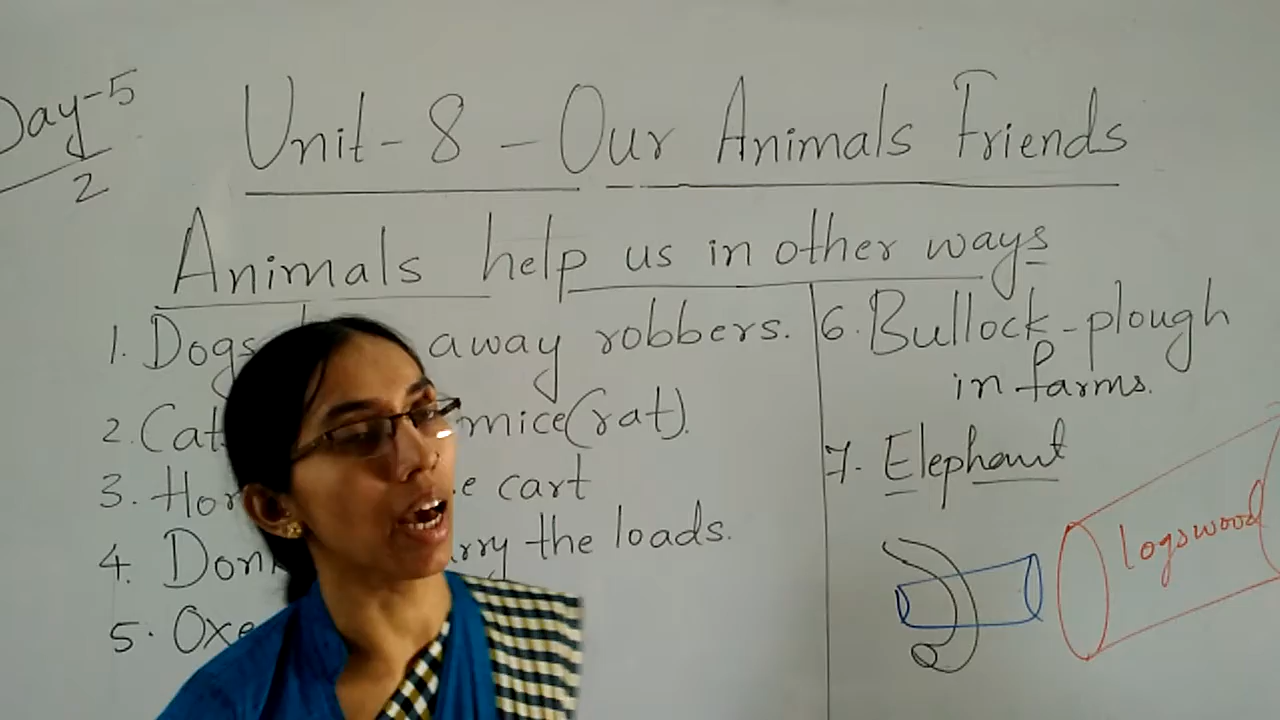 Day-5
2
Unit-8 - Our Animals Friends
Animals help us in other ways
1. Dogs away robbers.
2. Cat mice(rat).
3. Hor e cart
4. Don rry the loads.
5. Oxe
6. Bullock-plough
in farms.
7. Elephant
logswood